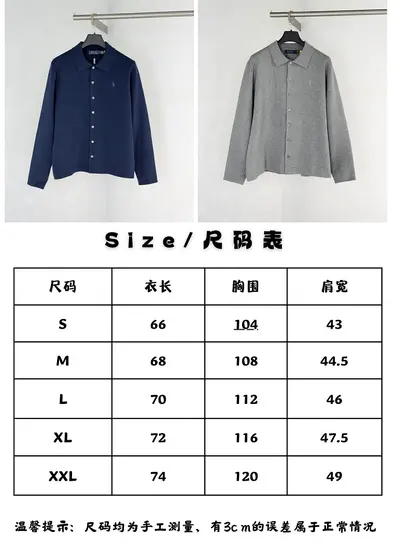 Size/尺码表
尺码 衣长 胸围 肩宽
S 66 104 43
M 68 108 44.5
L 70 112 46
XL 72 116 47.5
XXL 74 120 49
温馨提示：尺码均为手工测量、有3cm的误差属于正常情况